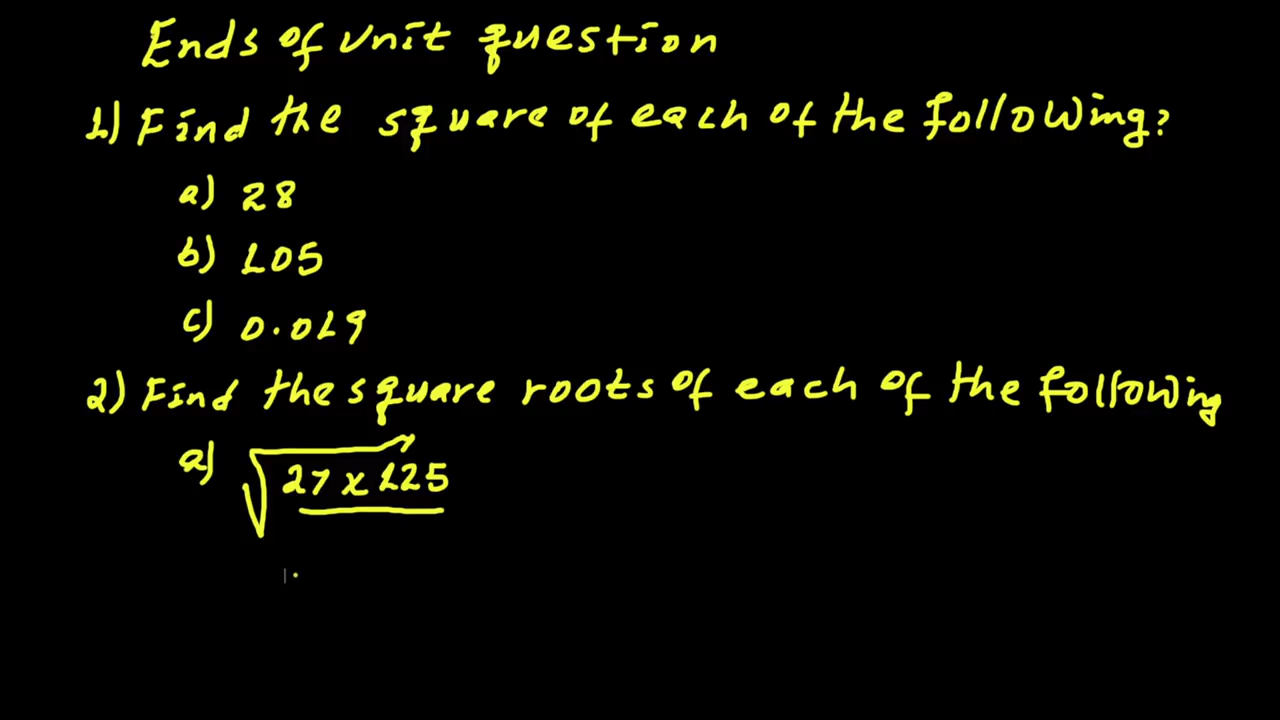 Ends of unit question
1) Find the square of each of the following?
a) 28
b) 105
c) 0.019
2) Find the square roots of each of the following
a) √27 x 125